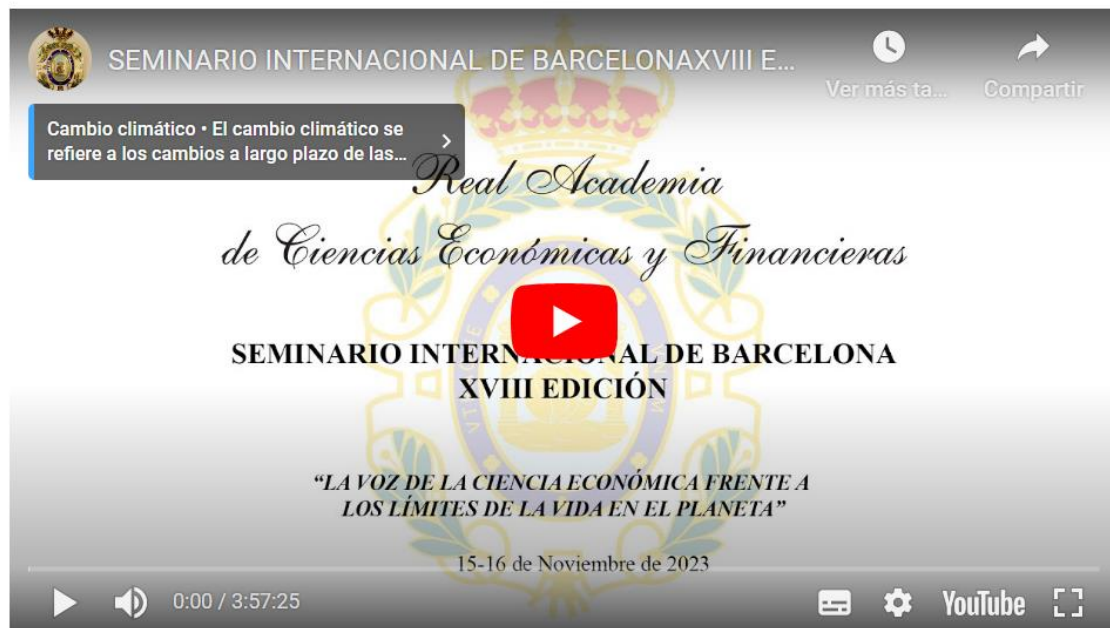 SEMINARIO INTERNACIONAL DE BARCELONAXVIII E...
Ver más ta...
Compartir
Cambio climático • El cambio climático se
refiere a los cambios a largo plazo de las...
Real Academia
de Ciencias Económicas y Financieras
SEMINARIO INTERNACIONAL DE BARCELONA
XVIII EDICIÓN
“LA VOZ DE LA CIENCIA ECONÓMICA FRENTE A
LOS LÍMITES DE LA VIDA EN EL PLANETA”
15-16 de Noviembre de 2023
0:00 / 3:57:25
YouTube